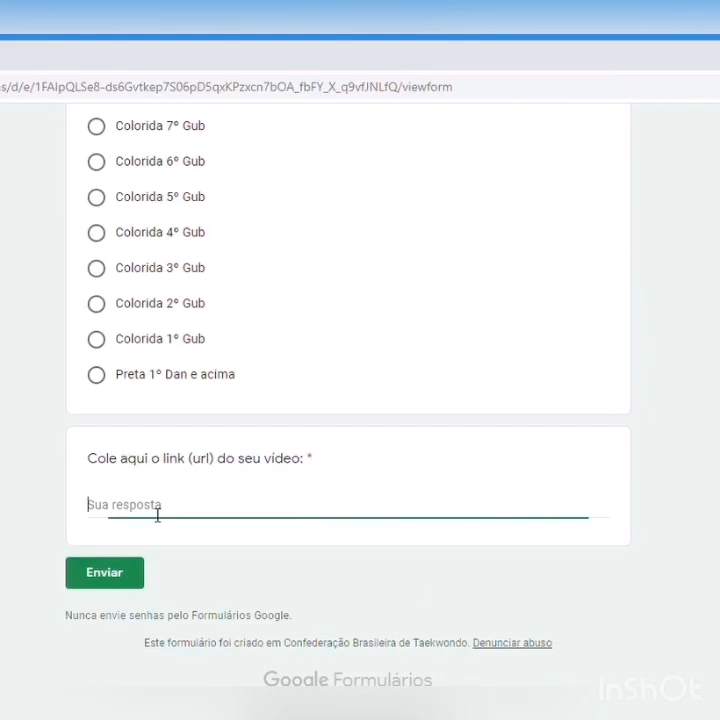 s/d/e/1FAIpQLSe8-ds6Gvtkep7S06pD5qxKPzxcn7bOA_fbFY_X_q9vfJNLfQ/viewform
Colorida 7º Gub
Colorida 6º Gub
Colorida 5º Gub
Colorida 4º Gub
Colorida 3º Gub
Colorida 2º Gub
Colorida 1º Gub
Preta 1º Dan e acima
Cole aqui o link (url) do seu vídeo: *
Sua resposta
Enviar
Nunca envie senhas pelo Formulários Google.
Este formulário foi criado em Confederação Brasileira de Taekwondo. Denunciar abuso
Google Formulários
InShOt